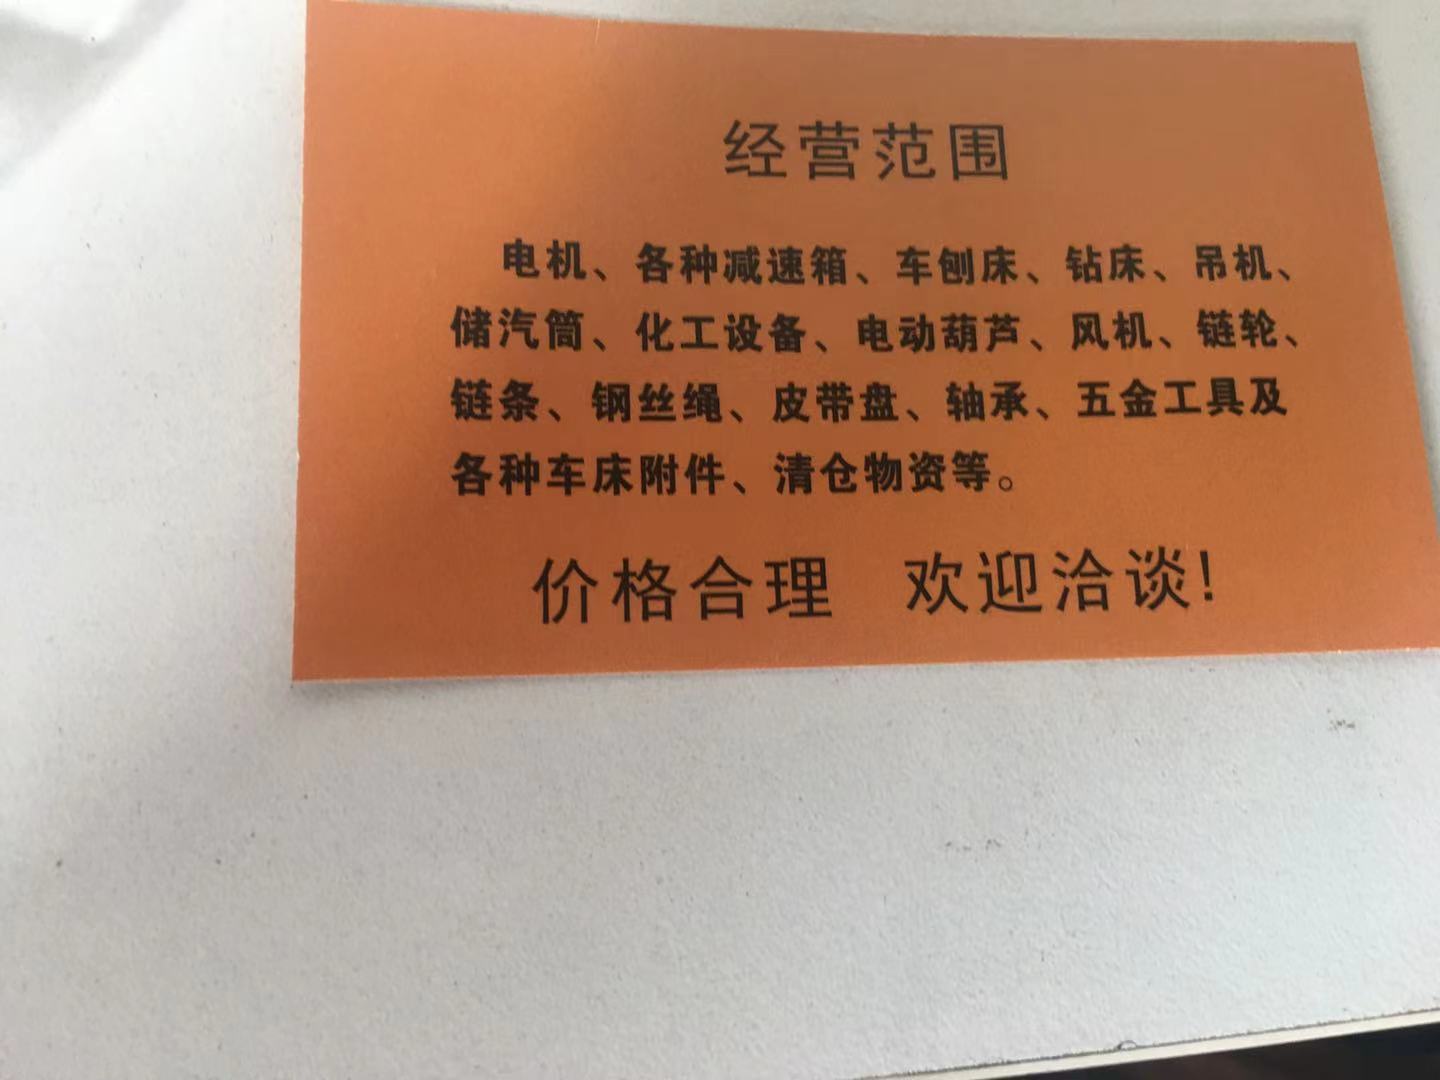 经营范围
电机、各种减速箱、车刨床、钻床、吊机、
储汽筒、化工设备、电动葫芦、风机、链轮、
链条、钢丝绳、皮带盘、轴承、五金工具及
各种车床附件、清仓物资等。
价格合理 欢迎洽谈!